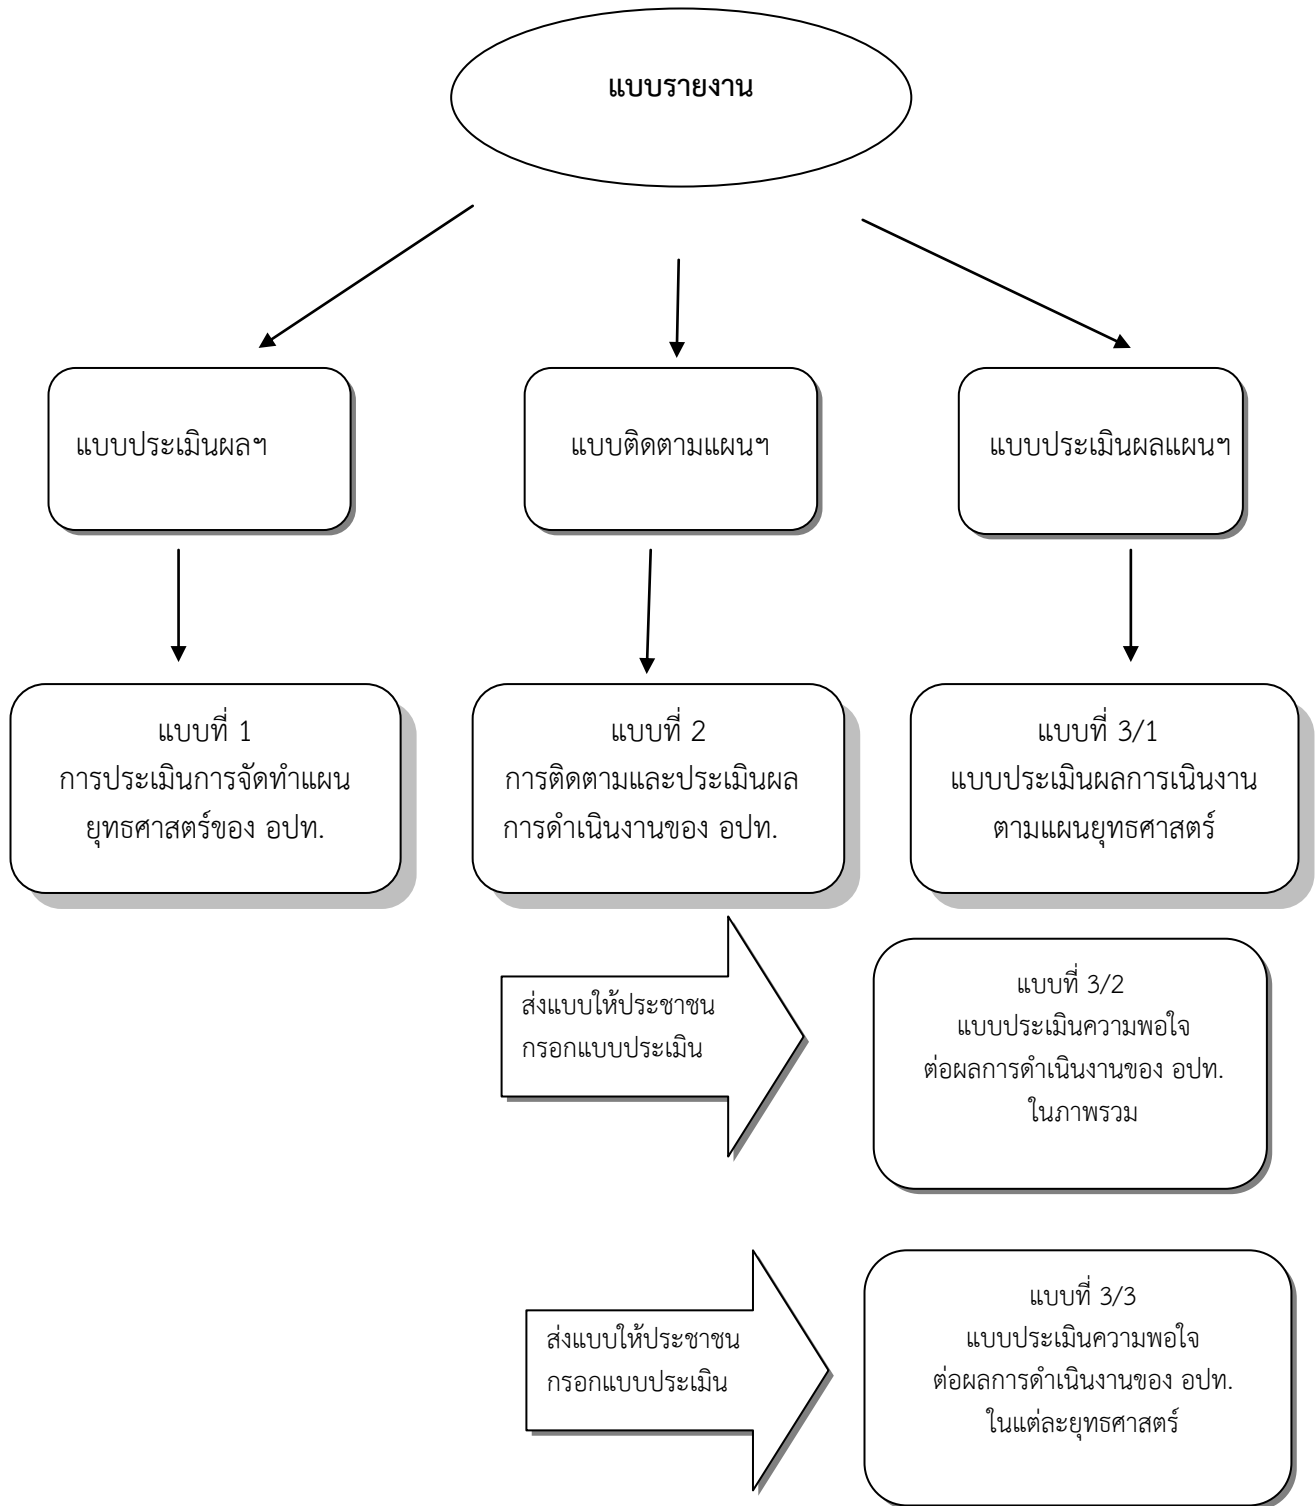 แบบรายงาน
แบบประเมินผลฯ
แบบติดตามแผนฯ
แบบประเมินผลแผนฯ
แบบที่ 1
การประเมินการจัดทำแผน
ยุทธศาสตร์ของ อปท.
แบบที่ 2
การติดตามและประเมินผล
การดำเนินงานของ อปท.
แบบที่ 3/1
แบบประเมินผลการเนินงาน
ตามแผนยุทธศาสตร์
ส่งแบบให้ประชาชน
กรอกแบบประเมิน
แบบที่ 3/2
แบบประเมินความพอใจ
ต่อผลการดำเนินงานของ อปท.
ในภาพรวม
ส่งแบบให้ประชาชน
กรอกแบบประเมิน
แบบที่ 3/3
แบบประเมินความพอใจ
ต่อผลการดำเนินงานของ อปท.
ในแต่ละยุทธศาสตร์